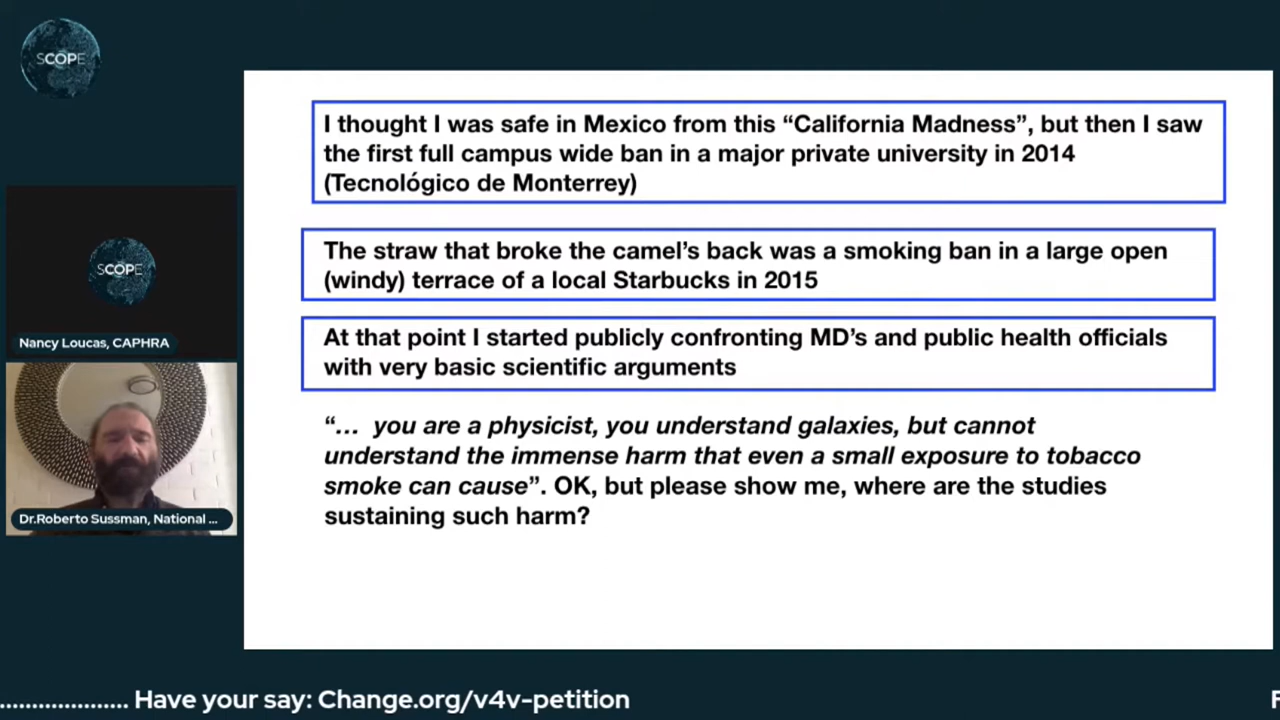 SCOPE
I thought I was safe in Mexico from this “California Madness”, but then I saw
the first full campus wide ban in a major private university in 2014
(Tecnológico de Monterrey)
The straw that broke the camel’s back was a smoking ban in a large open
(windy) terrace of a local Starbucks in 2015
At that point I started publicly confronting MD’s and public health officials
with very basic scientific arguments
“… you are a physicist, you understand galaxies, but cannot
understand the immense harm that even a small exposure to tobacco
smoke can cause”. OK, but please show me, where are the studies
sustaining such harm?
SCOPE
Nancy Loucas, CAPHRA
Dr.Roberto Sussman, National ...
.................... Have your say: Change.org/v4v-petition
F